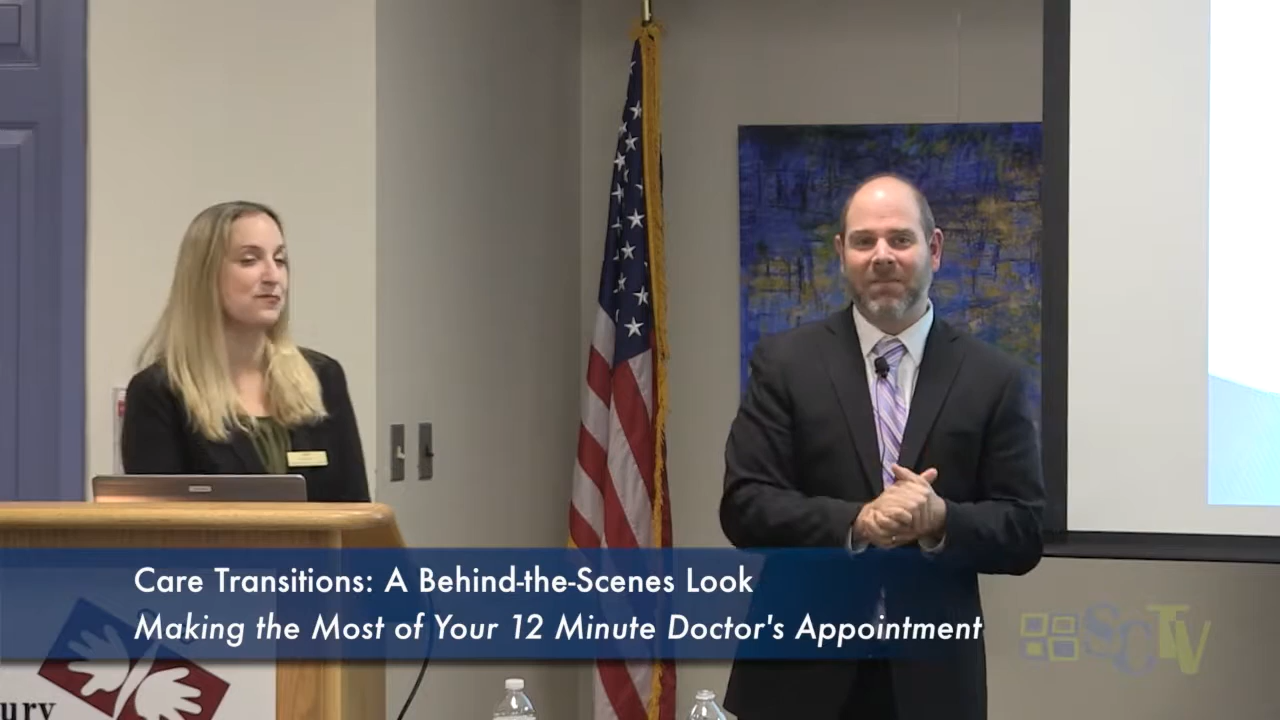 Care Transitions: A Behind-the-Scenes Look
Making the Most of Your 12 Minute Doctor's Appointment
SCTV
ury